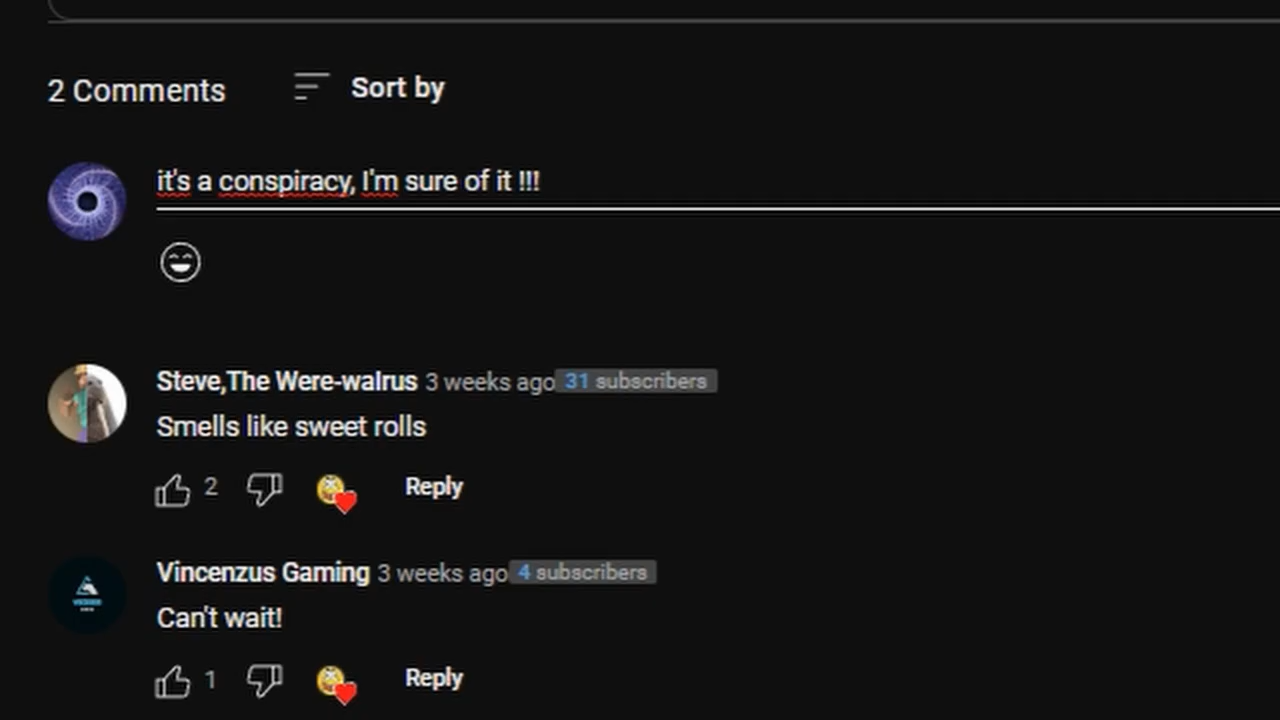 2 Comments Sort by
it's a conspiracy, I'm sure of it !!!
Steve,The Were-walrus 3 weeks ago 31 subscribers
Smells like sweet rolls
2 Reply
Vincenzus Gaming 3 weeks ago 4 subscribers
Can't wait!
1 Reply